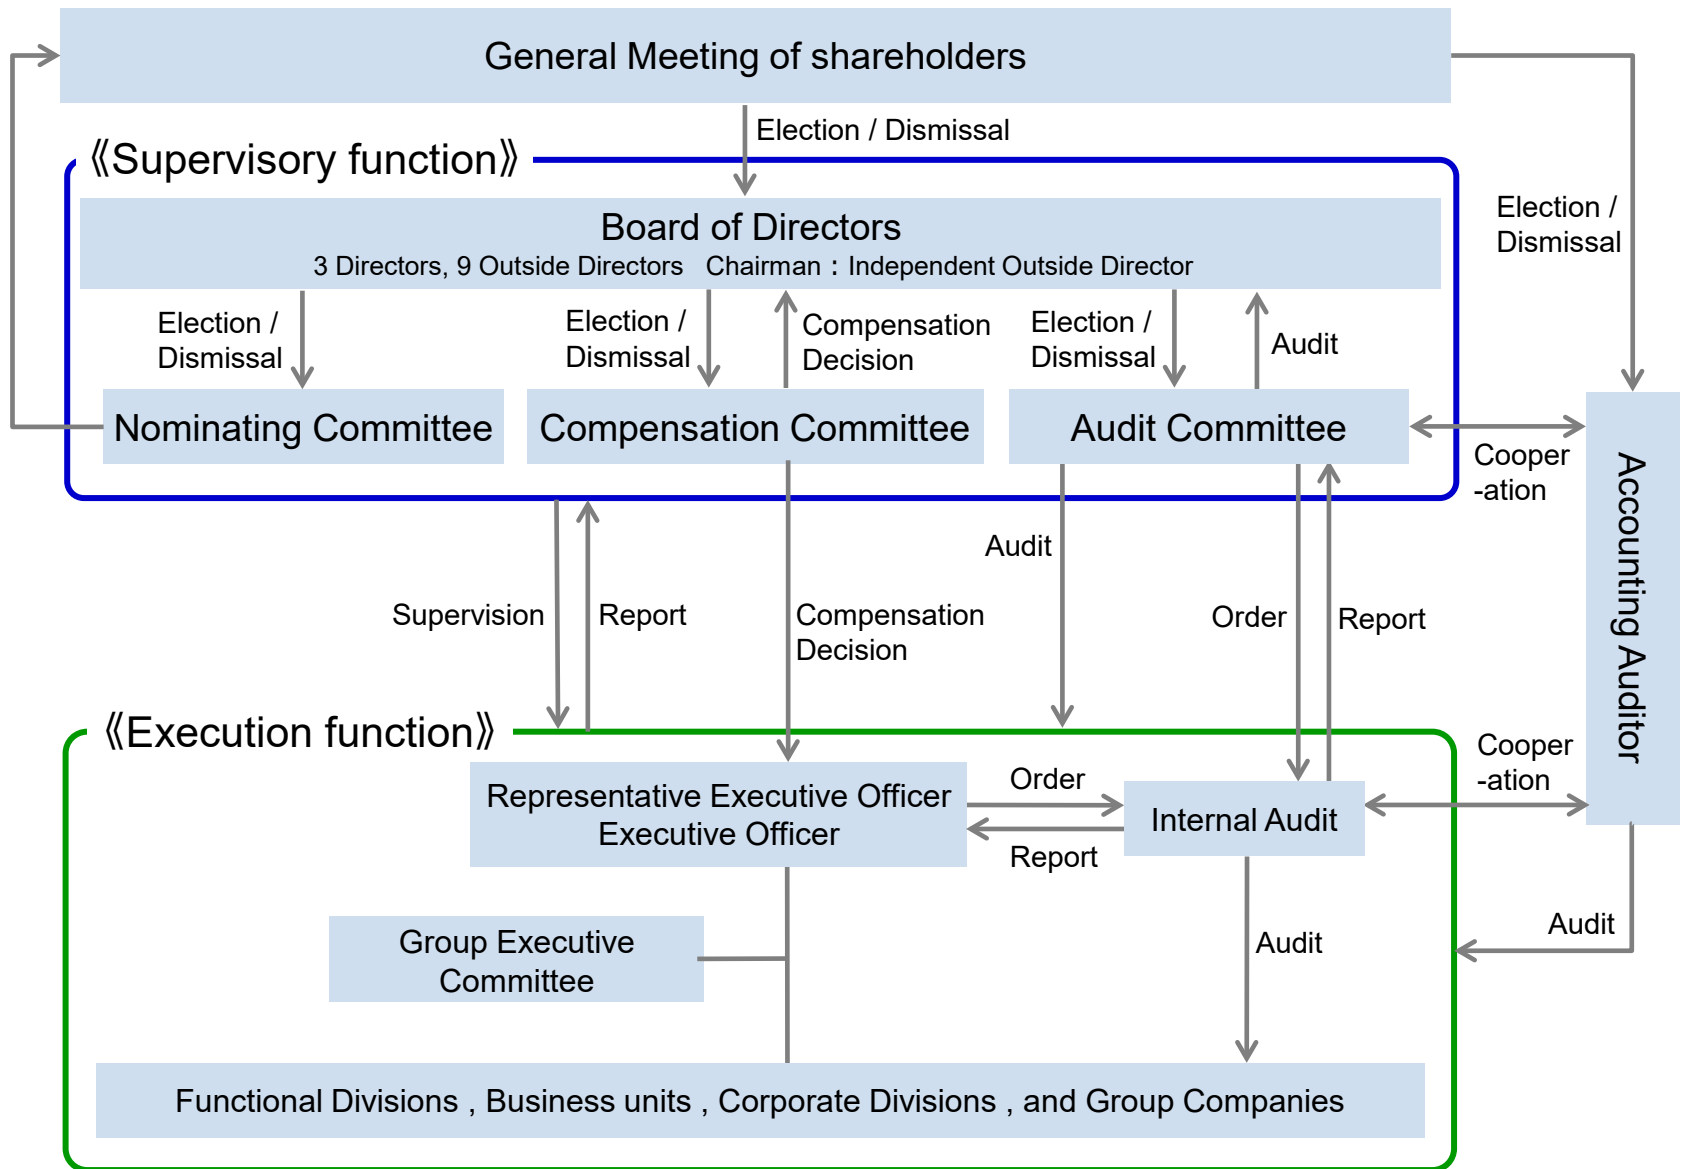 General Meeting of shareholders
Election / Dismissal
《Supervisory function》
Election /
Dismissal
Board of Directors
3 Directors, 9 Outside Directors Chairman：Independent Outside Director
Election /
Dismissal
Election /
Dismissal
Compensation
Decision
Election /
Dismissal
Audit
Nominating Committee
Compensation Committee
Audit Committee
Cooper
-ation
Accounting Auditor
Audit
Supervision
Report
Compensation
Decision
Order
Report
《Execution function》
Cooper
-ation
Representative Executive Officer
Executive Officer
Order
Report
Internal Audit
Audit
Group Executive
Committee
Audit
Functional Divisions , Business units , Corporate Divisions , and Group Companies